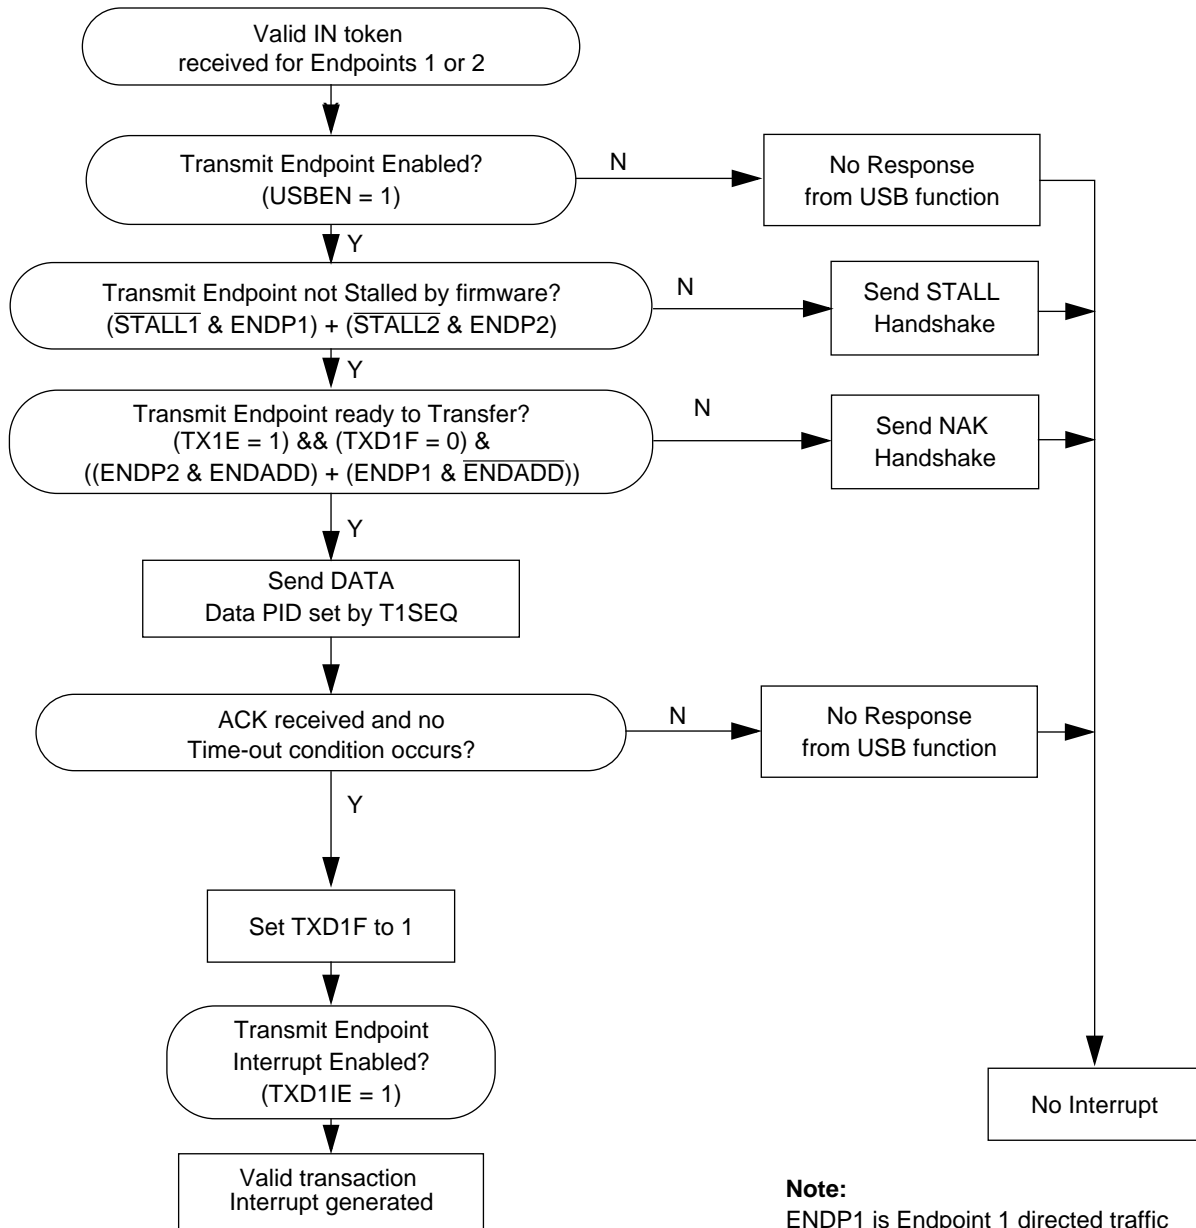 Valid IN token
received for Endpoints 1 or 2
Transmit Endpoint Enabled?
(USBEN = 1)
N
No Response
from USB function
Y
Transmit Endpoint not Stalled by firmware?
(S̅T̅A̅L̅L̅1̅ & ENDP1) + (S̅T̅A̅L̅L̅2̅ & ENDP2)
N
Send STALL
Handshake
Y
Transmit Endpoint ready to Transfer?
(TX1E = 1) && (TXD1F = 0) &
((ENDP2 & ENDADD) + (ENDP1 & E̅N̅D̅A̅D̅D̅))
N
Send NAK
Handshake
Y
Send DATA
Data PID set by T1SEQ
ACK received and no
Time-out condition occurs?
N
No Response
from USB function
Y
Set TXD1F to 1
Transmit Endpoint
Interrupt Enabled?
(TXD1IE = 1)
No Interrupt
Valid transaction
Interrupt generated
Note:
ENDP1 is Endpoint 1 directed traffic